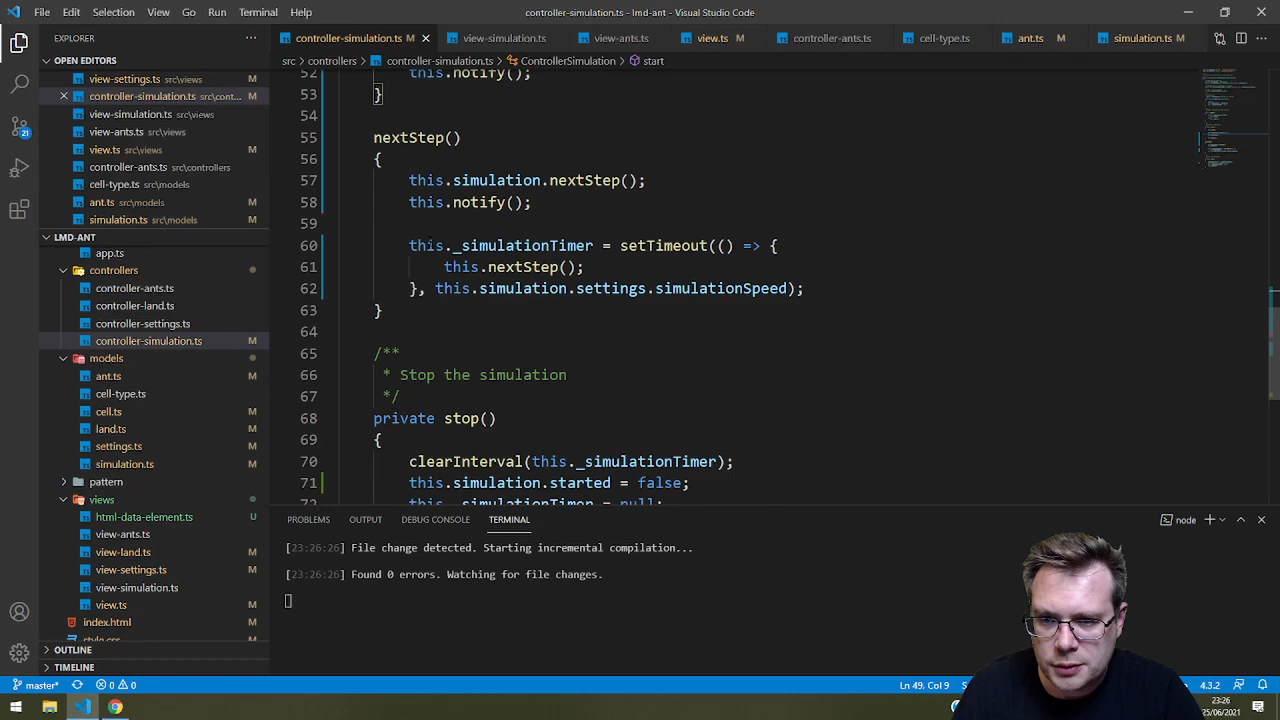 File Edit Selection View Go Run Terminal Help
controller-simulation.ts - lmd-ant - Visual Studio Code
EXPLORER
OPEN EDITORS
view-settings.ts src\views M
controller-simulation.ts src\cont... M
view-simulation.ts src\views
view-ants.ts src\views
view.ts src\views M
controller-ants.ts src\controllers
cell-type.ts src\models
ant.ts src\models M
simulation.ts src\models M
LMD-ANT
app.ts
controllers
controller-ants.ts
controller-land.ts
controller-settings.ts
controller-simulation.ts M
models
ant.ts M
cell-type.ts
cell.ts M
land.ts M
settings.ts M
simulation.ts M
pattern
views
html-data-element.ts U
view-ants.ts
view-land.ts M
view-settings.ts M
view-simulation.ts
view.ts M
index.html M
style.css
OUTLINE
TIMELINE
21
controller-simulation.ts M
view-simulation.ts
view-ants.ts
view.ts M
controller-ants.ts
cell-type.ts
ant.ts M
simulation.ts M
src > controllers > controller-simulation.ts > ControllerSimulation > start
52 this.notify();
53 }
54
55 nextStep()
56 {
57 this.simulation.nextStep();
58 this.notify();
59
60 this._simulationTimer = setTimeout(() => {
61 this.nextStep();
62 }, this.simulation.settings.simulationSpeed);
63 }
64
65 /**
66 * Stop the simulation
67 */
68 private stop()
69 {
70 clearInterval(this._simulationTimer);
71 this.simulation.started = false;
72 this._simulationTimer = null;
PROBLEMS OUTPUT DEBUG CONSOLE TERMINAL
node
[23:26:26] File change detected. Starting incremental compilation...
[23:26:26] Found 0 errors. Watching for file changes.
master* 0 0
Ln 49, Col 9
4.3.2
23:26
25/06/2021